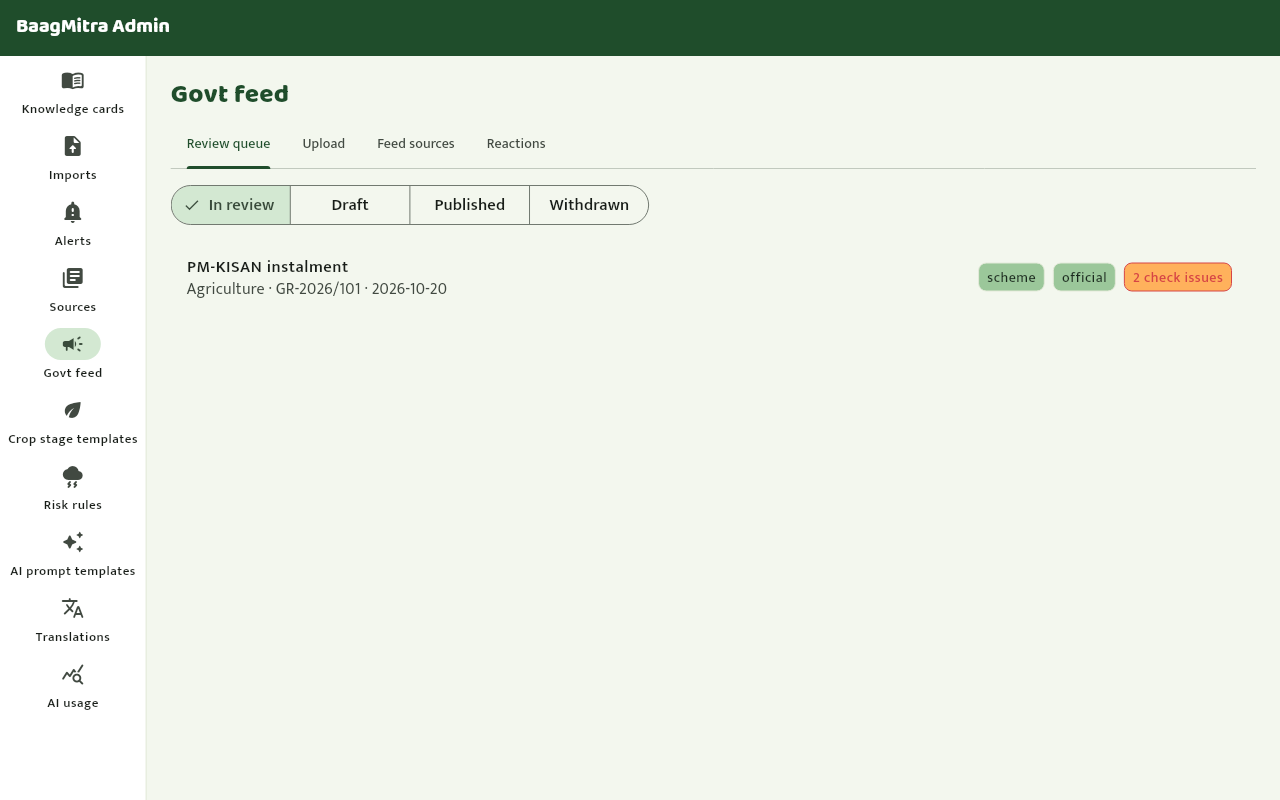 BaagMitra Admin
Knowledge cards
Imports
Alerts
Sources
Govt feed
Crop stage templates
Risk rules
AI prompt templates
Translations
AI usage
Govt feed
Review queue Upload Feed sources Reactions
In review Draft Published Withdrawn
PM-KISAN instalment
Agriculture · GR-2026/101 · 2026-10-20
scheme official 2 check issues